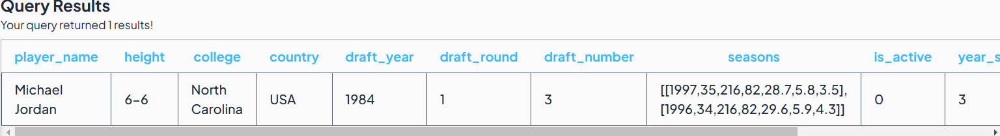 Query Results
Your query returned 1 results!
player_name height college country draft_year draft_round draft_number seasons is_active year_s
Michael Jordan 6-6 North Carolina USA 1984 1 3 [[1997,35,216,82,28.7,5.8,3.5], [1996,34,216,82,29.6,5.9,4.3]] 0 3